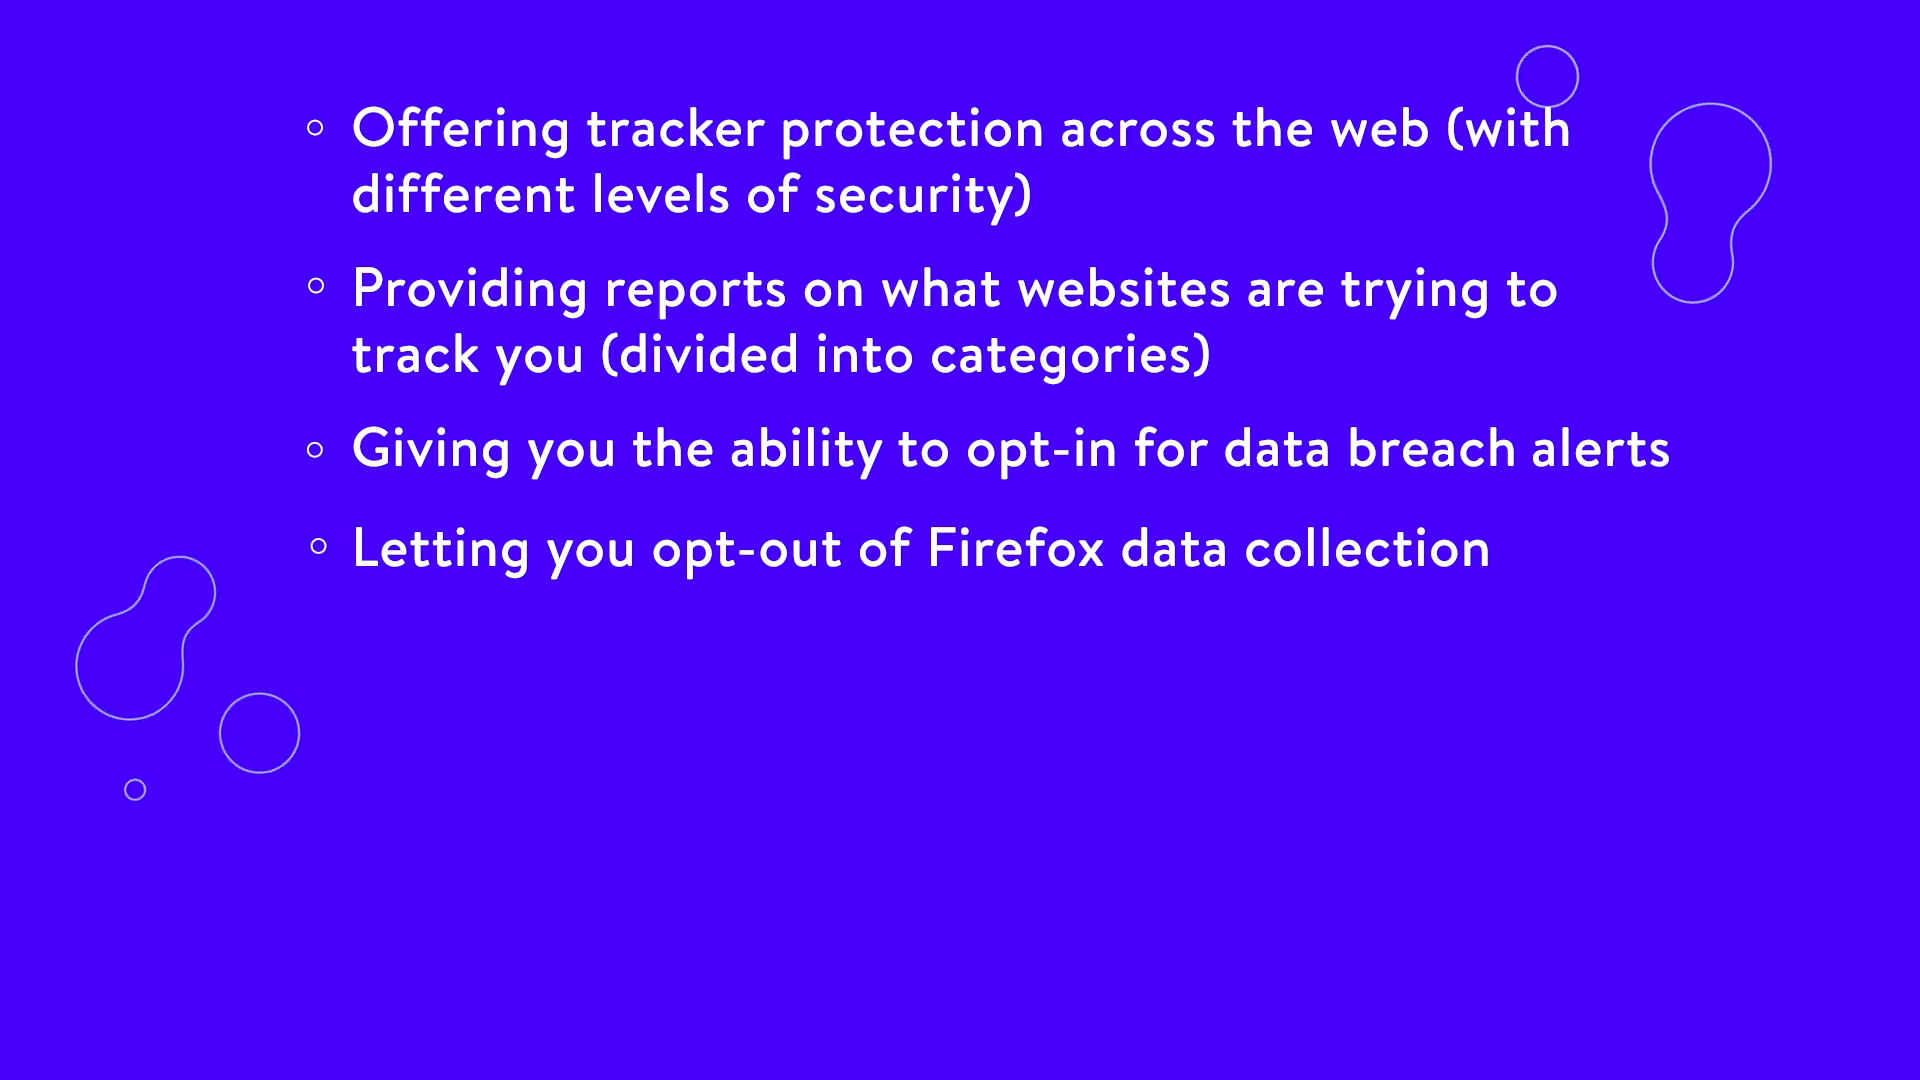 Offering tracker protection across the web (with
different levels of security)
Providing reports on what websites are trying to
track you (divided into categories)
Giving you the ability to opt-in for data breach alerts
Letting you opt-out of Firefox data collection